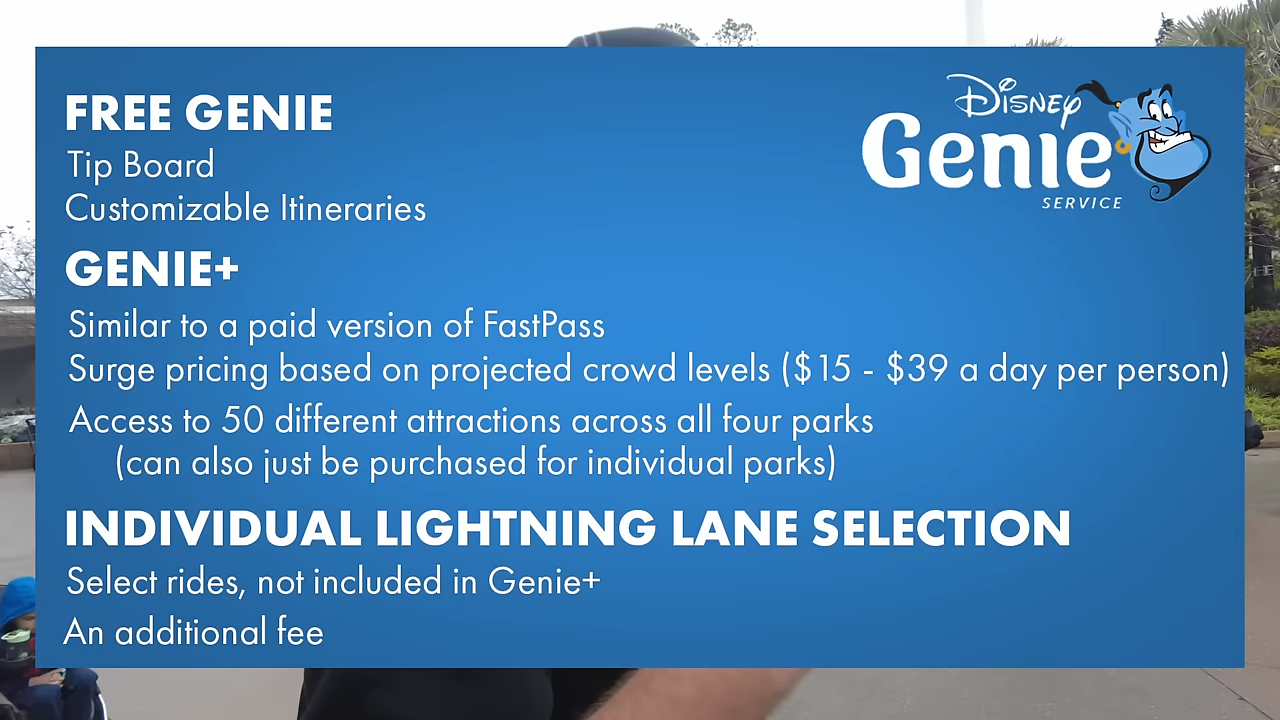 Disney
Genie
SERVICE
FREE GENIE
Tip Board
Customizable Itineraries
GENIE+
Similar to a paid version of FastPass
Surge pricing based on projected crowd levels ($15 - $39 a day per person)
Access to 50 different attractions across all four parks
(can also just be purchased for individual parks)
INDIVIDUAL LIGHTNING LANE SELECTION
Select rides, not included in Genie+
An additional fee